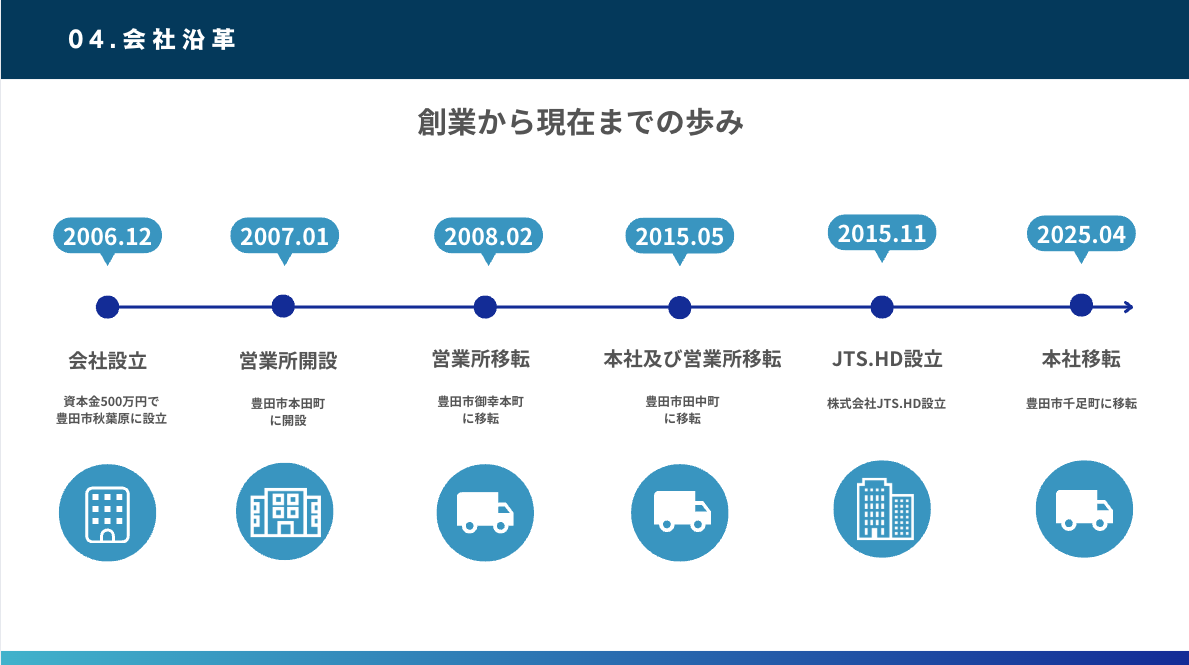 04.会社沿革
創業から現在までの歩み
2006.12
会社設立
資本金500万円で
豊田市秋葉原に設立
2007.01
営業所開設
豊田市本田町
に開設
2008.02
営業所移転
豊田市御幸本町
に移転
2015.05
本社及び営業所移転
豊田市田中町
に移転
2015.11
JTS.HD設立
株式会社JTS.HD設立
2025.04
本社移転
豊田市千足町に移転